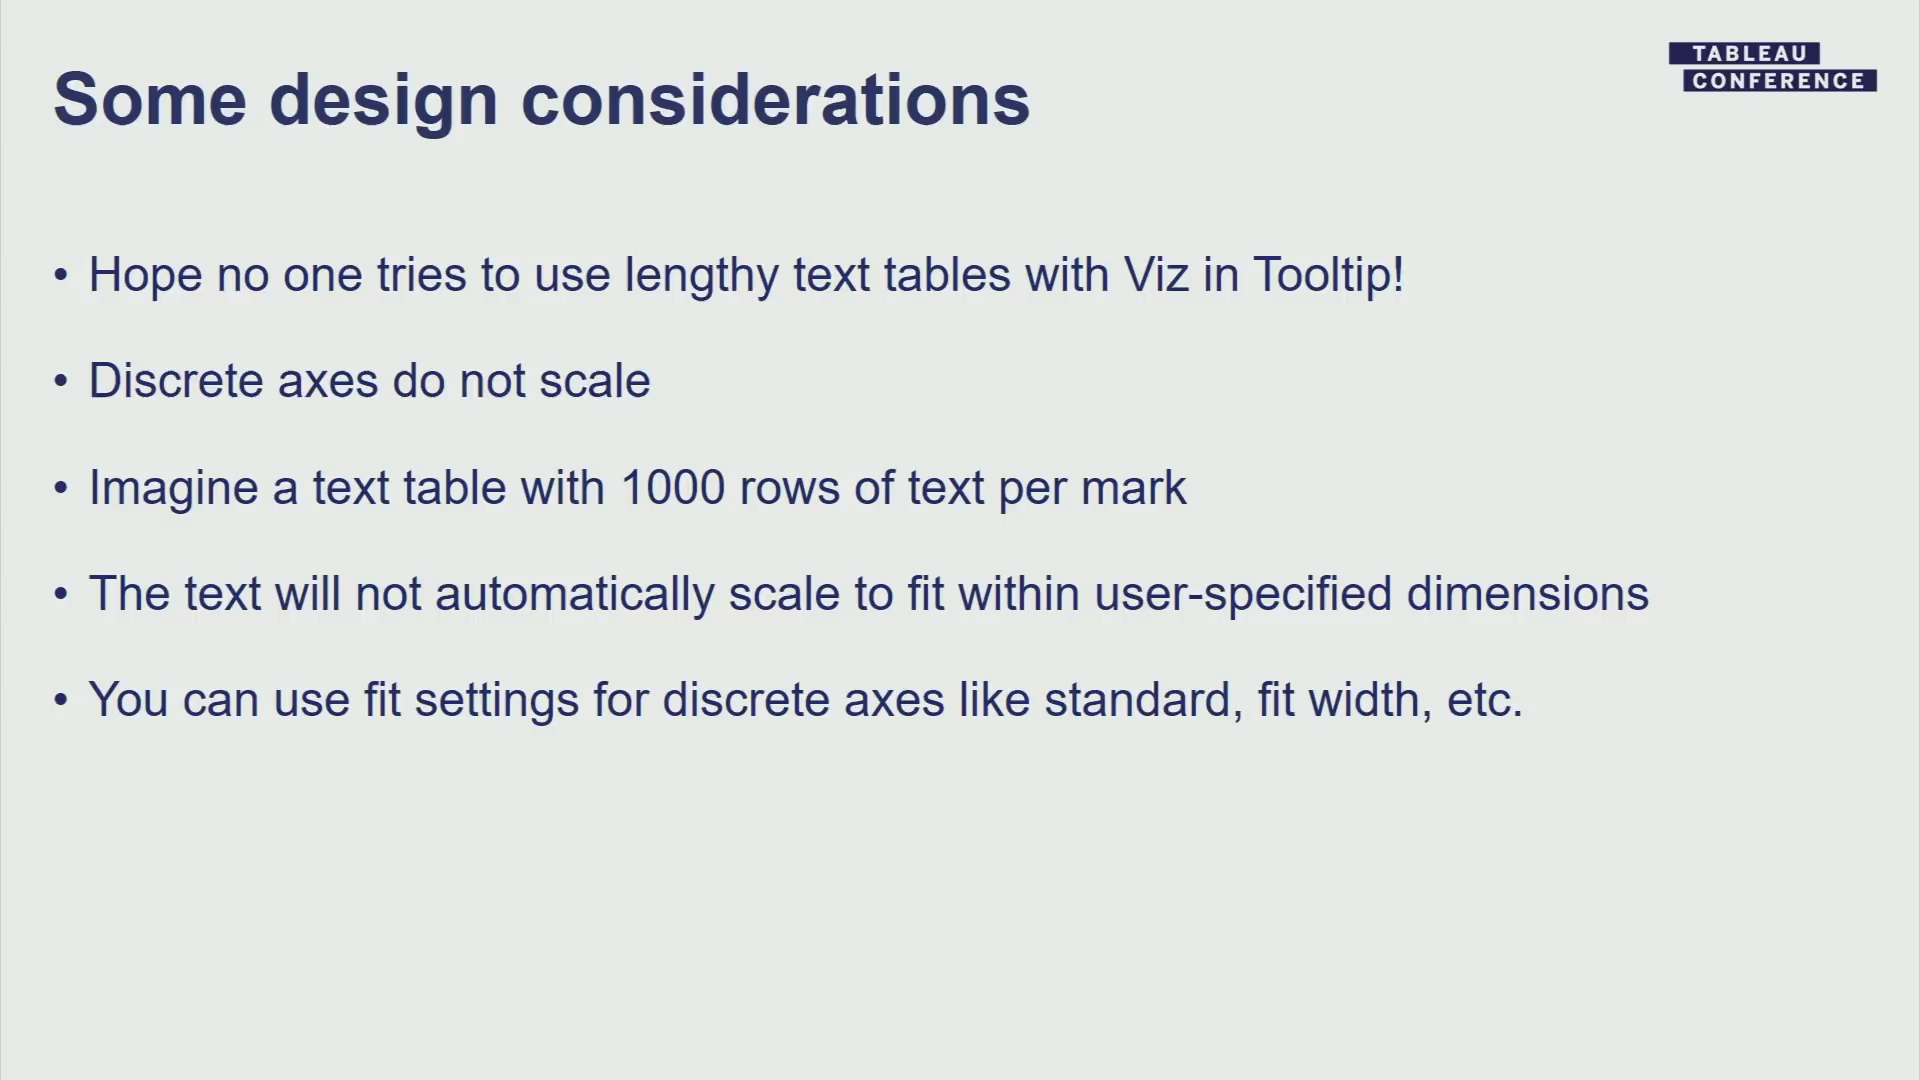 Some design considerations
TABLEAU
CONFERENCE
• Hope no one tries to use lengthy text tables with Viz in Tooltip!
• Discrete axes do not scale
• Imagine a text table with 1000 rows of text per mark
• The text will not automatically scale to fit within user-specified dimensions
• You can use fit settings for discrete axes like standard, fit width, etc.